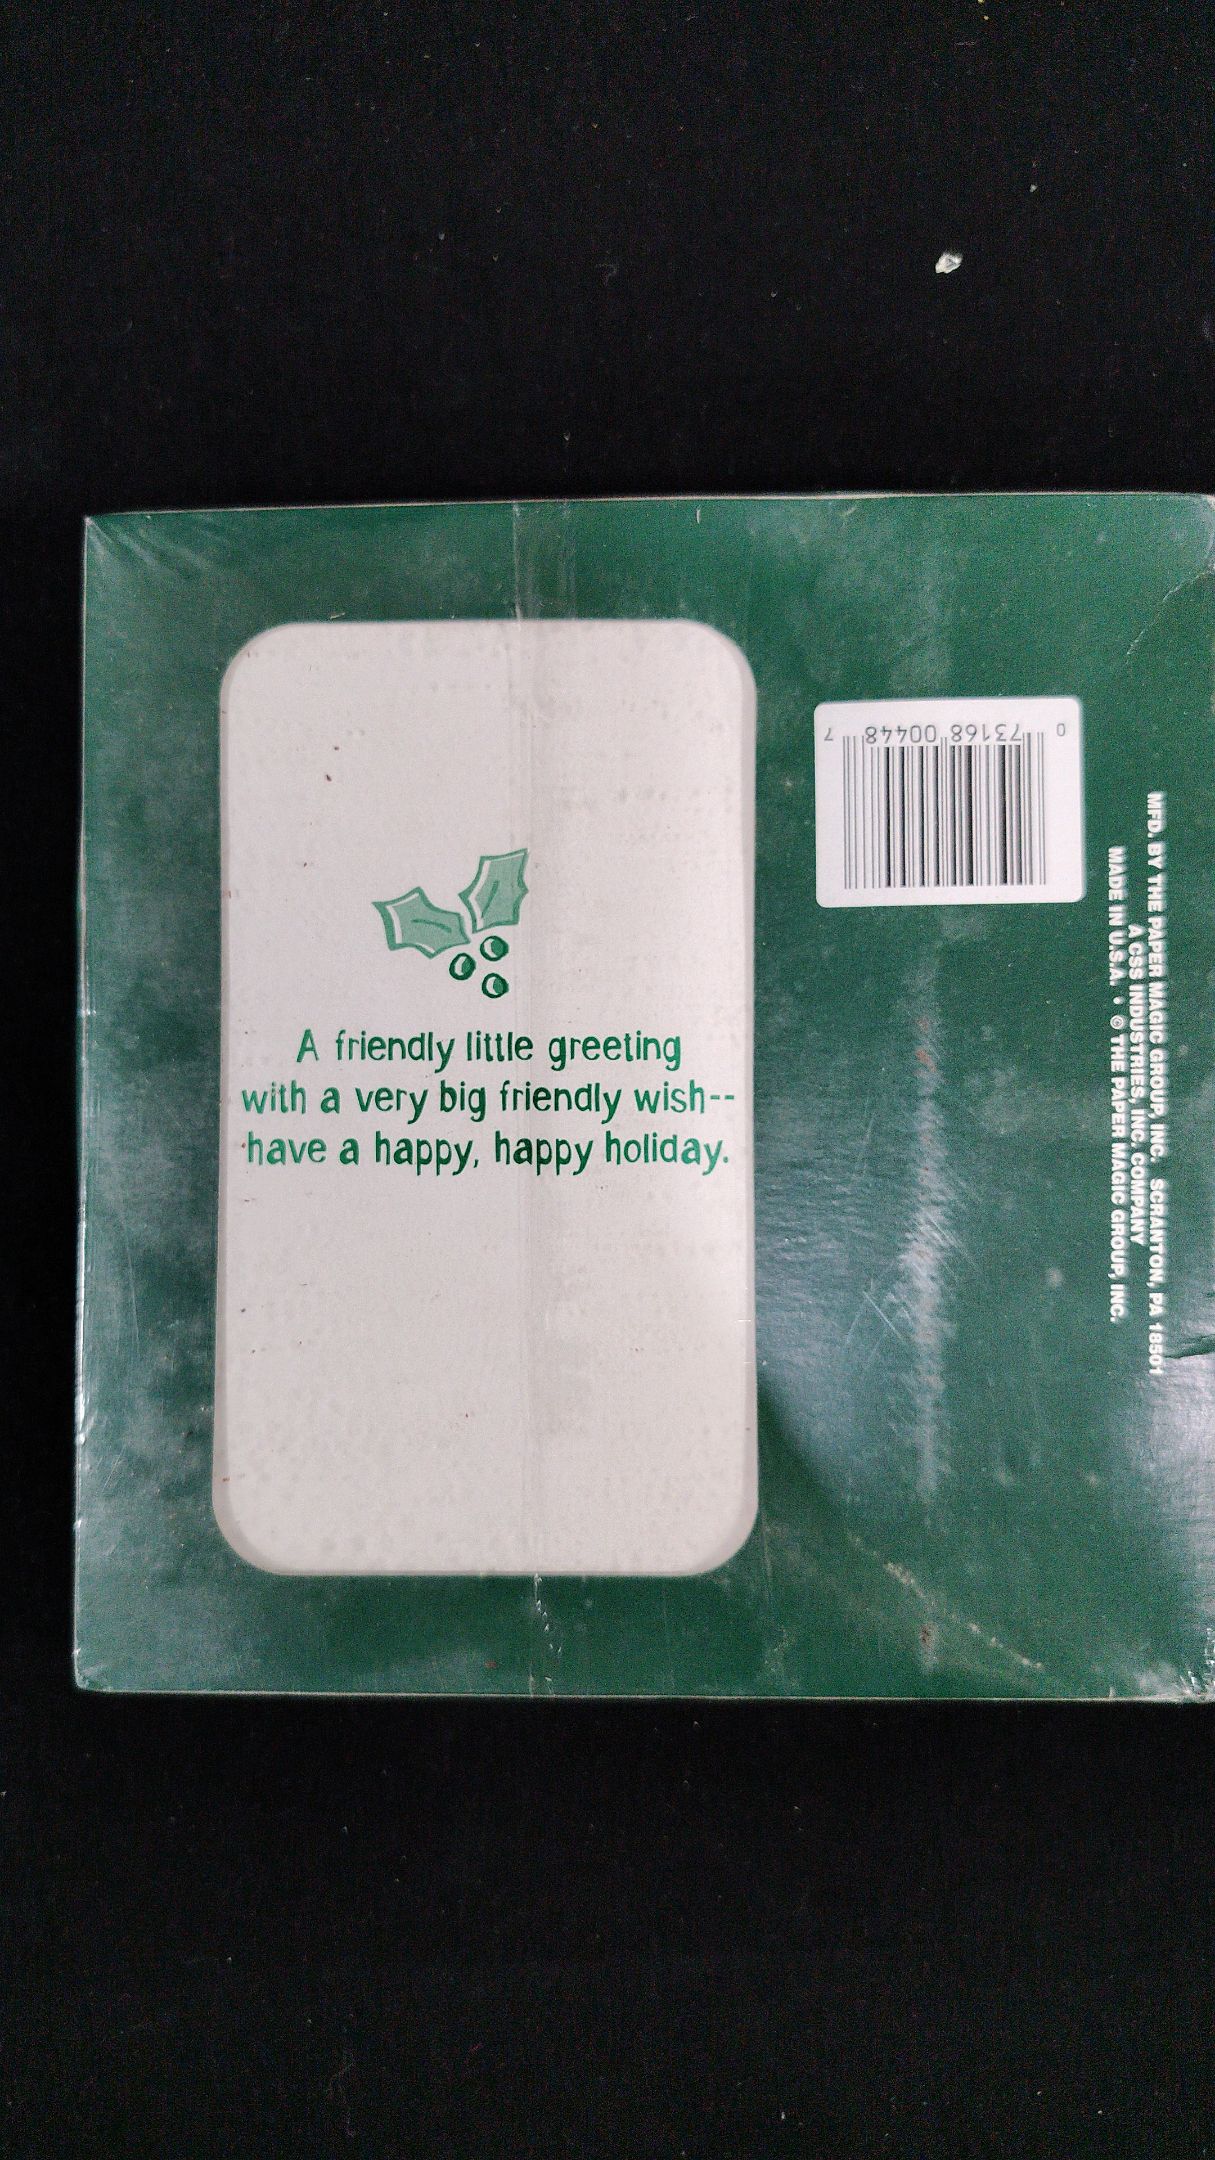 A friendly little greeting
with a very big friendly wish--
have a happy, happy holiday.
0 73168 00448 7
MFD. BY THE PAPER MAGIC GROUP, INC. SCRANTON, PA 18501
A CSS INDUSTRIES, INC. COMPANY
MADE IN U.S.A. • © THE PAPER MAGIC GROUP, INC.